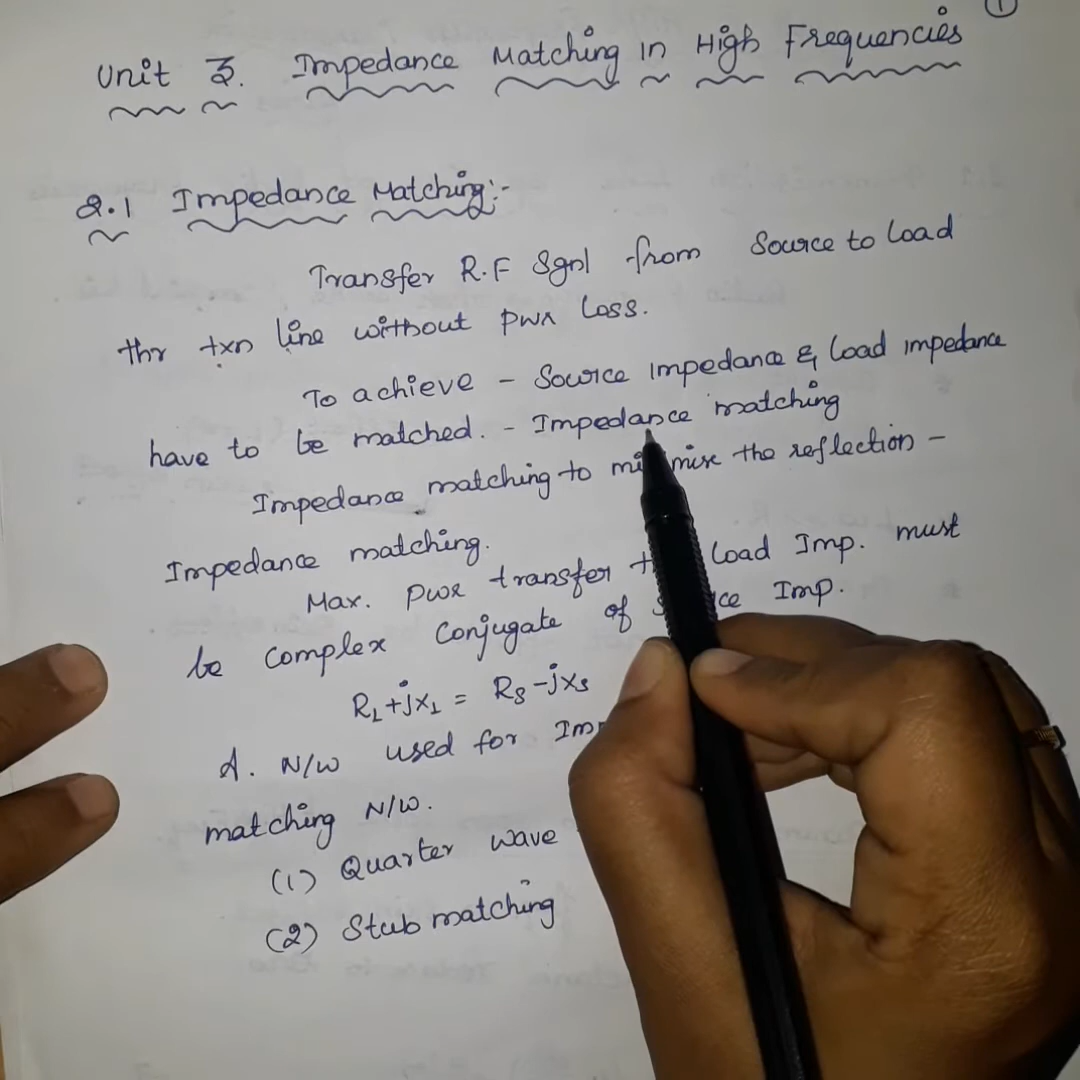 ①
Unit 3. Impedance Matching in High Frequencies
2.1 Impedance Matching:-
Transfer R.F Sgnl from Source to Load
thr txn line without pwr Loss.
To achieve - Source impedance & Load impedance
have to be matched. - Impedance matching
Impedance matching to the reflection -
Impedance matching.
Max. Pwr transfer Load Imp. must
be complex conjugate of Imp.
RL+jXL = RS-jXS
A. N/W used for
matching N/W.
(1) Quarter wave
(2) Stub matching